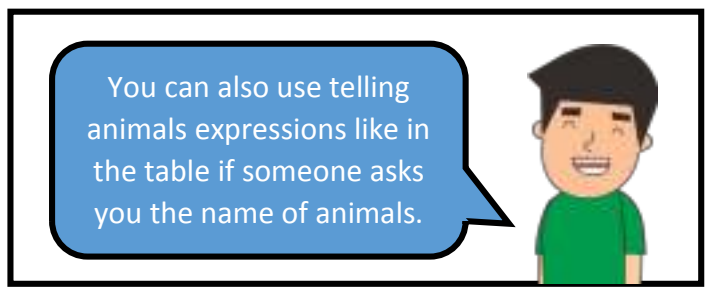 You can also use telling
animals expressions like in
the table if someone asks
you the name of animals.